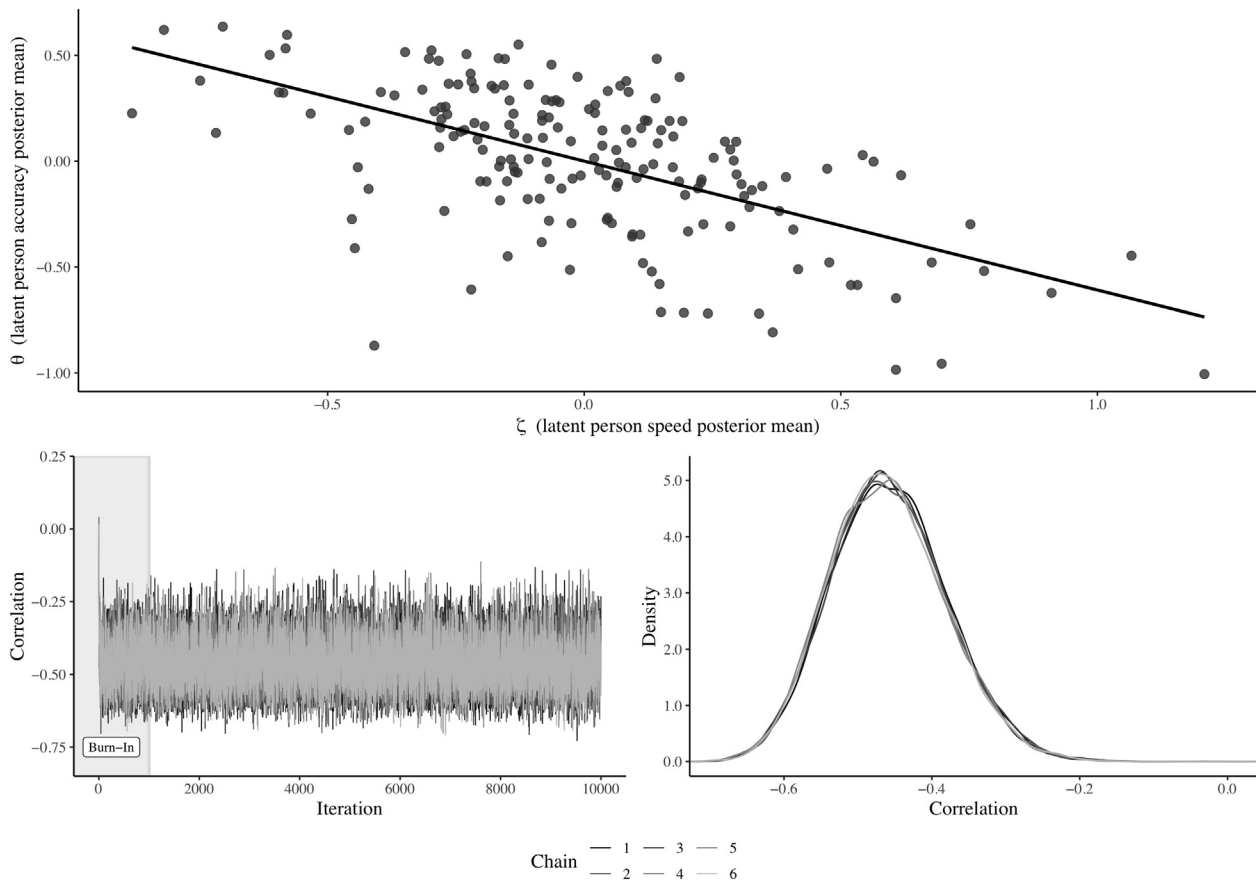 0.50
0.00
−0.50
−1.00
θ (latent person accuracy posterior mean)
−0.5
0.0
0.5
1.0
ζ (latent person speed posterior mean)
0.25
0.00
−0.25
−0.50
−0.75
Correlation
Burn−In
0
2000
4000
6000
8000
10000
Iteration
5.0
4.0
3.0
2.0
1.0
0.0
Density
−0.6
−0.4
−0.2
0.0
Correlation
Chain
1 3 5
2 4 6